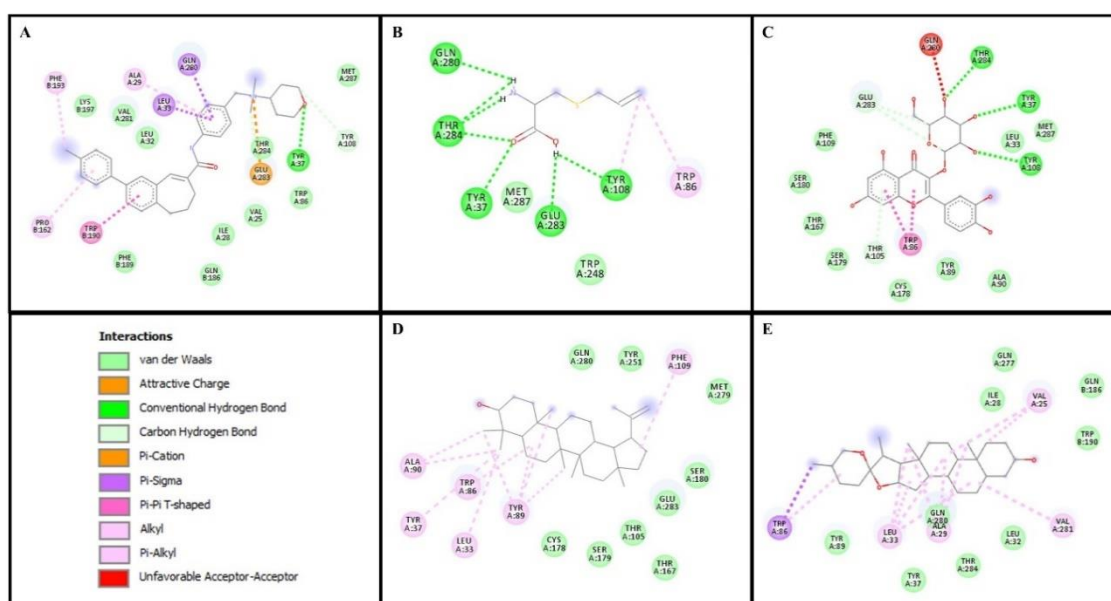 A
PHE
B:193
ALA
A:29
GLN
A:280
MET
A:287
LYS
B:197
VAL
A:281
LEU
A:33
LEU
A:32
THR
A:284
GLU
A:283
TYR
A:37
TYR
A:108
TRP
A:86
PRO
B:162
TRP
B:190
VAL
A:25
ILE
A:28
PHE
B:189
GLN
B:186
B
GLN
A:280
H
N
H
S
THR
A:284
O
O
H
TYR
A:37
MET
A:287
GLU
A:283
TYR
A:108
TRP
A:86
TRP
A:248
C
GLN
A:280
THR
A:284
GLU
A:283
TYR
A:37
PHE
A:109
LEU
A:33
MET
A:287
TYR
A:108
SER
A:180
THR
A:167
SER
A:179
THR
A:105
TRP
A:86
CYS
A:178
TYR
A:89
ALA
A:90
Interactions
van der Waals
Attractive Charge
Conventional Hydrogen Bond
Carbon Hydrogen Bond
Pi-Cation
Pi-Sigma
Pi-Pi T-shaped
Alkyl
Pi-Alkyl
Unfavorable Acceptor-Acceptor
D
GLN
A:280
TYR
A:251
PHE
A:109
MET
A:279
ALA
A:90
TRP
A:86
TYR
A:37
LEU
A:33
TYR
A:89
SER
A:180
GLU
A:283
CYS
A:178
SER
A:179
THR
A:105
THR
A:167
E
GLN
A:277
ILE
A:28
VAL
A:25
GLN
B:186
TRP
B:190
TRP
A:86
TYR
A:89
LEU
A:33
GLN
A:280
ALA
A:29
LEU
A:32
VAL
A:281
THR
A:284
TYR
A:37